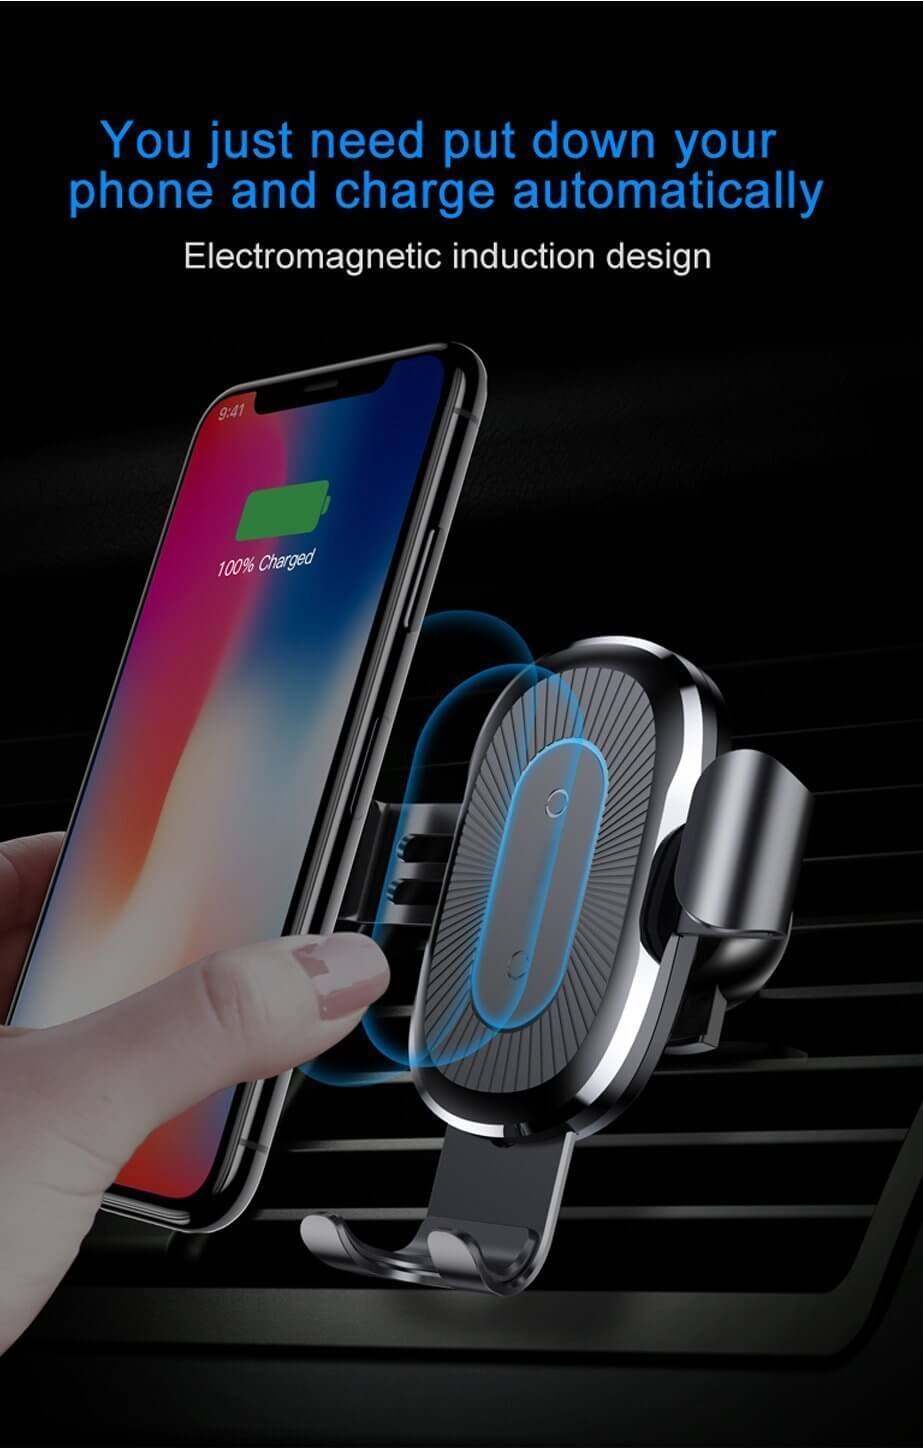 You just need put down your
phone and charge automatically
Electromagnetic induction design
9:41
100% Charged